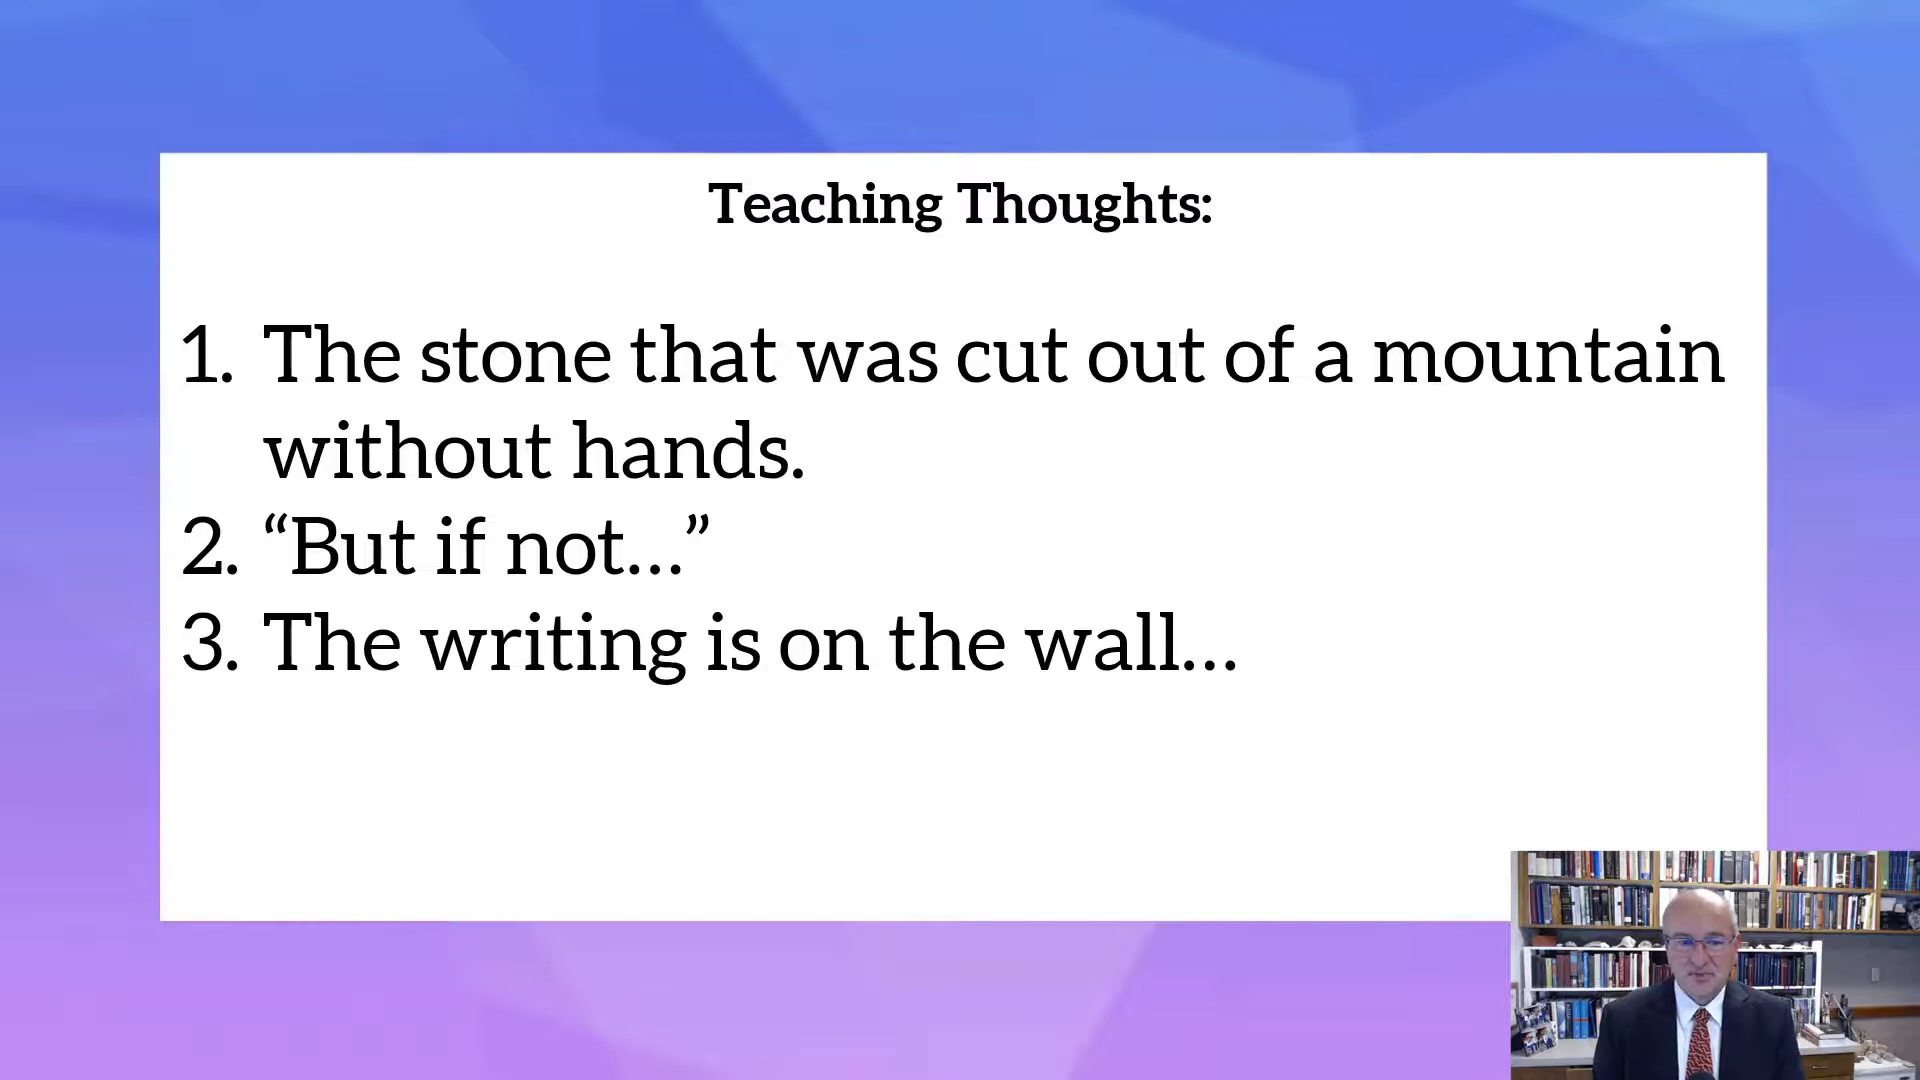 Teaching Thoughts:
1. The stone that was cut out of a mountain
without hands.
2. “But if not…”
3. The writing is on the wall…